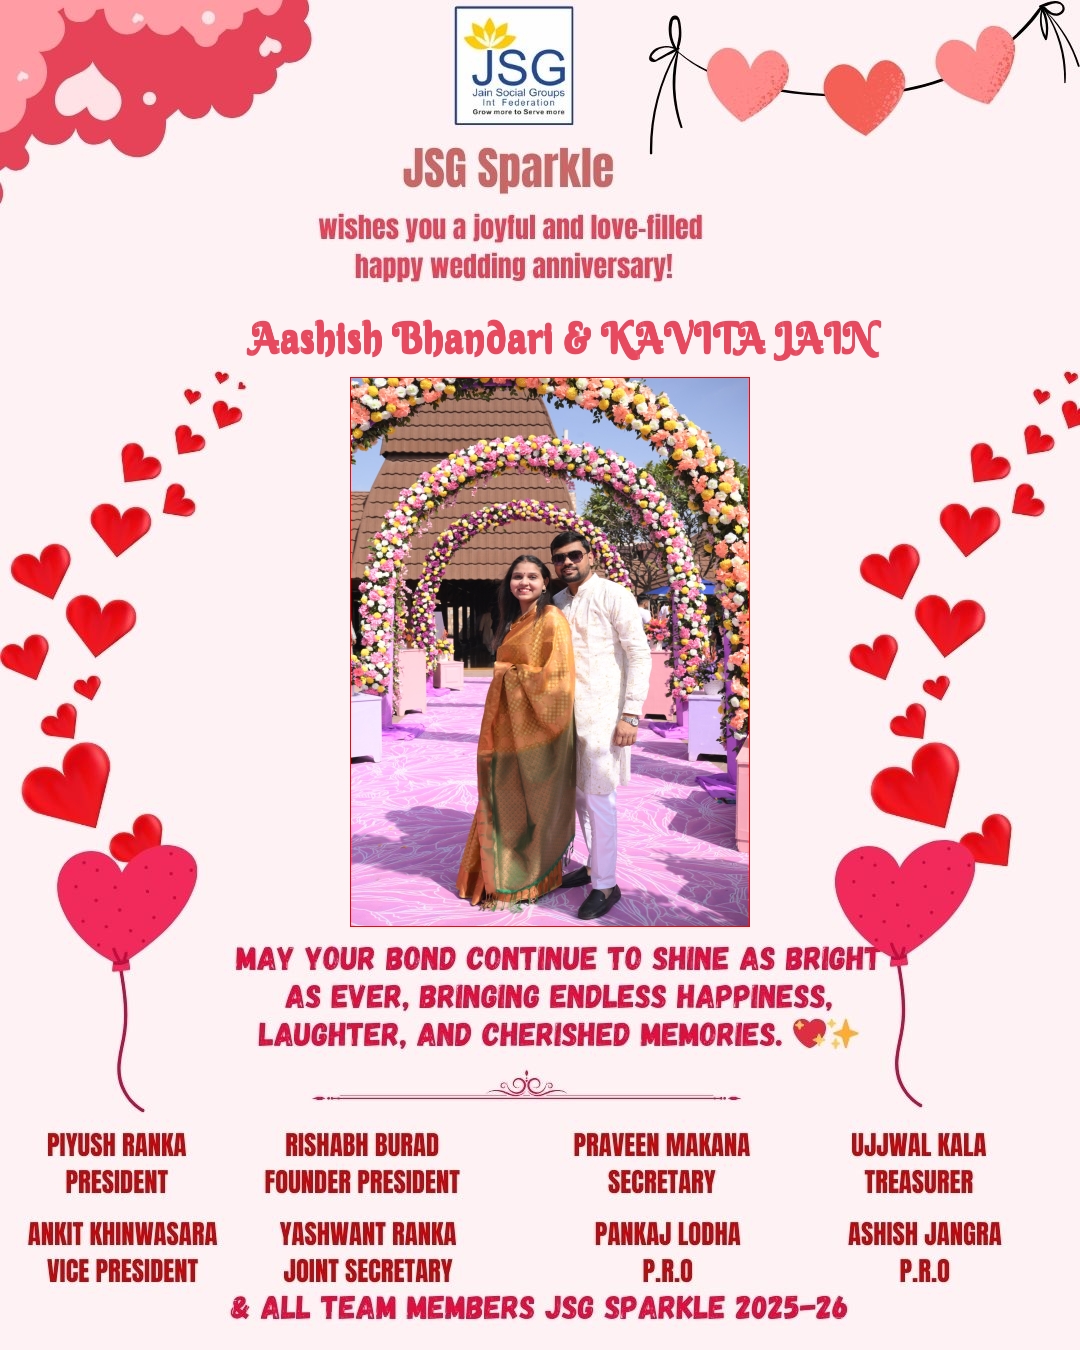 JSG
Jain Social Groups
Int Federation
Grow more to Serve more
JSG Sparkle
wishes you a joyful and love-filled
happy wedding anniversary!
Aashish Bhandari & KAVITA JAIN
MAY YOUR BOND CONTINUE TO SHINE AS BRIGHT
AS EVER, BRINGING ENDLESS HAPPINESS,
LAUGHTER, AND CHERISHED MEMORIES. 💖✨
PIYUSH RANKA
PRESIDENT
RISHABH BURAD
FOUNDER PRESIDENT
PRAVEEN MAKANA
SECRETARY
UJJWAL KALA
TREASURER
ANKIT KHINWASARA
VICE PRESIDENT
YASHWANT RANKA
JOINT SECRETARY
PANKAJ LODHA
P.R.O
ASHISH JANGRA
P.R.O
& ALL TEAM MEMBERS JSG SPARKLE 2025-26